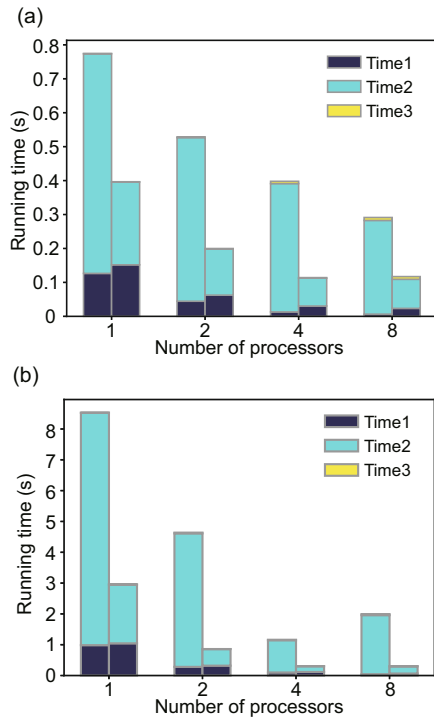 (a)
0.8
0.7
0.6
0.5
0.4
0.3
0.2
0.1
0
Running time (s)
Time1
Time2
Time3
1 2 4 8
Number of processors
(b)
8
7
6
5
4
3
2
1
0
Running time (s)
Time1
Time2
Time3
1 2 4 8
Number of processors